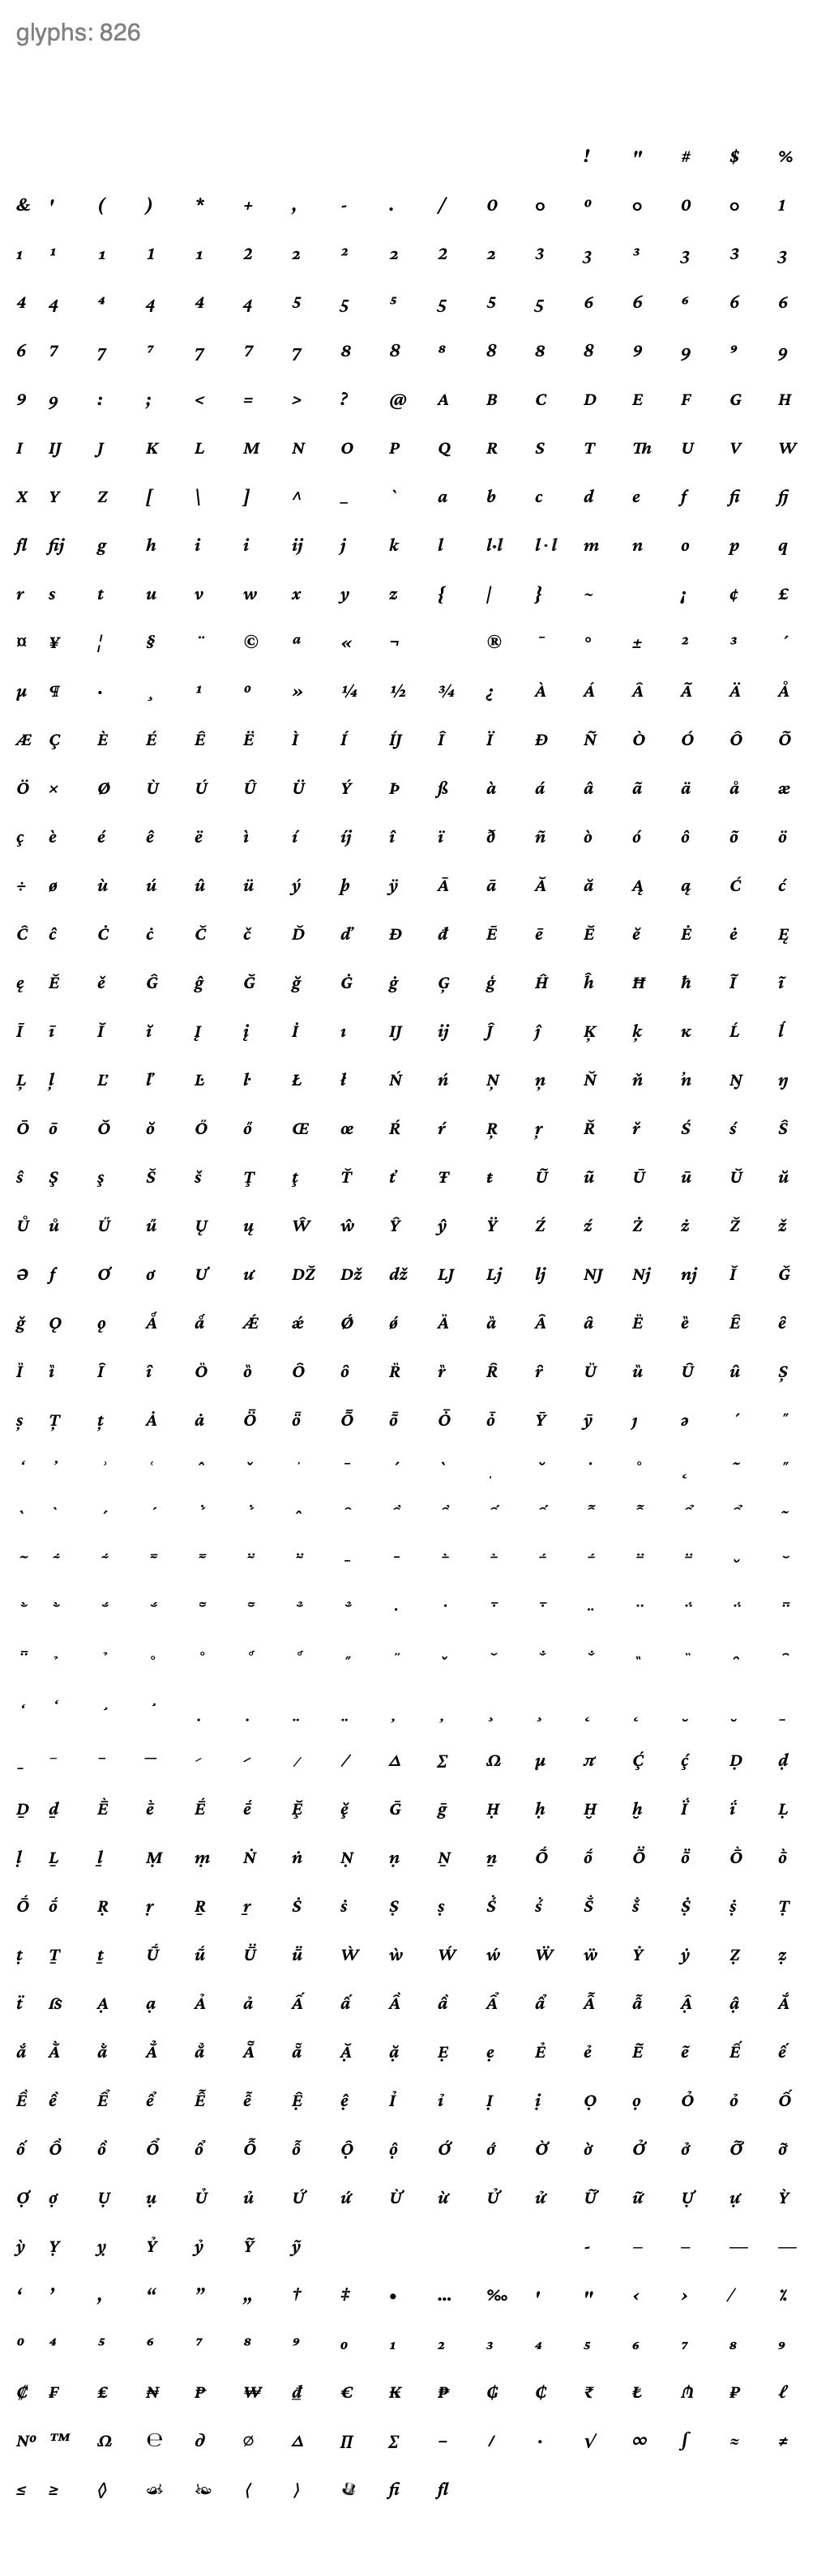 glyphs: 826
! " # $ %
& ' ( ) * + , - . / 0 0 º 0 0 0 1
1 ¹ 1 1 1 2 2 ² 2 2 2 3 3 ³ 3 3 3
4 4 ⁴ 4 4 4 5 5 ⁵ 5 5 5 6 6 ⁶ 6 6
6 7 7 ⁷ 7 7 7 8 8 ⁸ 8 8 8 9 9 ⁹ 9
9 9 : ; < = > ? @ A B C D E F G H
I IJ J K L M N O P Q R S T Th U V W
X Y Z [ \ ] ^ _ ` a b c d e f fi fj
fl fij g h i i ij j k l l·l l·l m n o p q
r s t u v w x y z { | } ~ ¡ ¢ £
¤ ¥ ¦ § ¨ © ª « ¬ ® ¯ ° ± ² ³ ´
µ ¶ · ¸ ¹ º » ¼ ½ ¾ ¿ À Á Â Ã Ä Å
Æ Ç È É Ê Ë Ì Í ÍJ Î Ï Ð Ñ Ò Ó Ô Õ
Ö × Ø Ù Ú Û Ü Ý Þ ß à á â ã ä å æ
ç è é ê ë ì í íj î ï ð ñ ò ó ô õ ö
÷ ø ù ú û ü ý þ ÿ Ā ā Ă ă Ą ą Ć ć
Ĉ ĉ Ċ ċ Č č Ď ď Đ đ Ē ē Ĕ ĕ Ė ė Ę
ę Ě ě Ĝ ĝ Ğ ğ Ġ ġ Ģ ģ Ĥ ĥ Ħ ħ Ĩ ĩ
Ī ī Ĭ ĭ Į į İ ı IJ ij Ĵ ĵ Ķ ķ ĸ Ĺ ĺ
Ļ ļ Ľ ľ Ŀ ŀ Ł ł Ń ń Ņ ņ Ň ň ŉ Ŋ ŋ
Ō ō Ŏ ŏ Ő ő Œ œ Ŕ ŕ Ŗ ŗ Ř ř Ś ś Ŝ
ŝ Ş ş Š š Ţ ţ Ť ť Ŧ ŧ Ũ ũ Ū ū Ŭ ŭ
Ů ů Ű ű Ų ų Ŵ ŵ Ŷ ŷ Ÿ Ź ź Ż ż Ž ž
Ə f Ơ ơ Ư ư DŽ Dž dž LJ Lj lj NJ Nj nj Ǐ Ǧ
ǧ Ǫ ǫ Ǻ ǻ Ǽ ǽ Ǿ ǿ Ȁ ȁ Ȃ ȃ Ȅ ȅ Ȇ ȇ
Ȉ ȉ Ȋ ȋ Ȍ ȍ Ȏ ȏ Ȑ ȑ Ȓ ȓ Ȕ ȕ Ȗ ȗ Ș
ș Ț ț Ȧ ȧ Ȫ ȫ Ȭ ȭ Ȱ ȱ Ȳ ȳ ȷ ə ʹ ʺ
– — ⁄ / Δ Σ Ω µ π Ḉ ḉ Ḍ ḍ
Ḏ ḏ Ḕ ḕ Ḗ ḗ Ḝ ḝ Ḡ ḡ Ḥ ḥ Ḫ ḫ Ḯ ḯ Ḷ
ḷ Ḻ ḻ Ṃ ṃ Ṅ ṅ Ṇ ṇ Ṉ ṉ Ṍ ṍ Ṏ ṏ Ṑ ṑ
Ṓ ṓ Ṛ ṛ Ṟ ṟ Ṡ ṡ Ṣ ṣ Ṥ ṥ Ṧ ṧ Ṩ ṩ Ṭ
ṭ Ṯ ṯ Ṹ ṹ Ṻ ṻ Ẁ ẁ Ẃ ẃ Ẅ ẅ Ẏ ẏ Ẓ ẓ
ẗ ẞ Ạ ạ Ả ả Ấ ấ Ầ ầ Ẩ ẩ Ẫ ẫ Ậ ậ Ắ
ắ Ằ ằ Ẳ ẳ Ẵ ẵ Ặ ặ Ẹ ẹ Ẻ ẻ Ẽ ẽ Ế ế
Ề ề Ể ể Ễ ễ Ệ ệ Ỉ ỉ Ị ị Ọ ọ Ỏ ỏ Ố
ố Ồ ồ Ổ ổ Ỗ ỗ Ộ ộ Ớ ớ Ờ ờ Ở ở Ỡ ỡ
Ợ ợ Ụ ụ Ủ ủ Ứ ứ Ừ ừ Ử ử Ữ ữ Ự ự Ỳ
ỳ Ỵ ỵ Ỷ ỷ Ỹ ỹ - – – — —
‘ ’ ‚ “ ” „ † ‡ • … ‰ ′ ″ ‹ › ⁄ ⁒
⁰ ⁴ ⁵ ⁶ ⁷ ⁸ ⁹ ₀ ₁ ₂ ₃ ₄ ₅ ₆ ₇ ₈ ₉
₡ ₣ ₤ ₦ ₧ ₩ ₫ € ₭ ₱ ₲ ₵ ₹ ₺ ₼ ₽ ℓ
№ ™ Ω ℮ ∂ ∅ ∆ ∏ ∑ − ∕ ∙ √ ∞ ∫ ≈ ≠
≤ ≥ ◊ ☙ ❧ ⟨ ⟩ fi fl